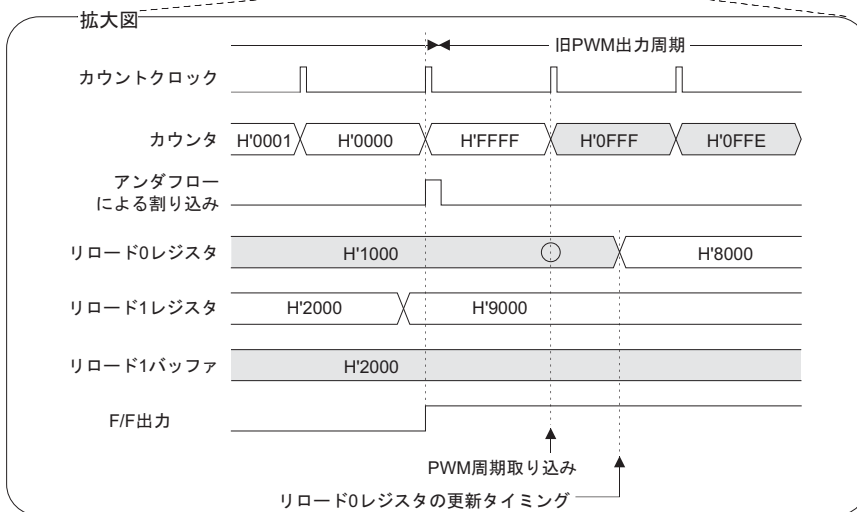 拡大図
旧PWM出力周期
カウントクロック
カウンタ H'0001 H'0000 H'FFFF H'0FFF H'0FFE
アンダフロー
による割り込み
リロード0レジスタ H'1000 H'8000
リロード1レジスタ H'2000 H'9000
リロード1バッファ H'2000
F/F出力
PWM周期取り込み
リロード0レジスタの更新タイミング